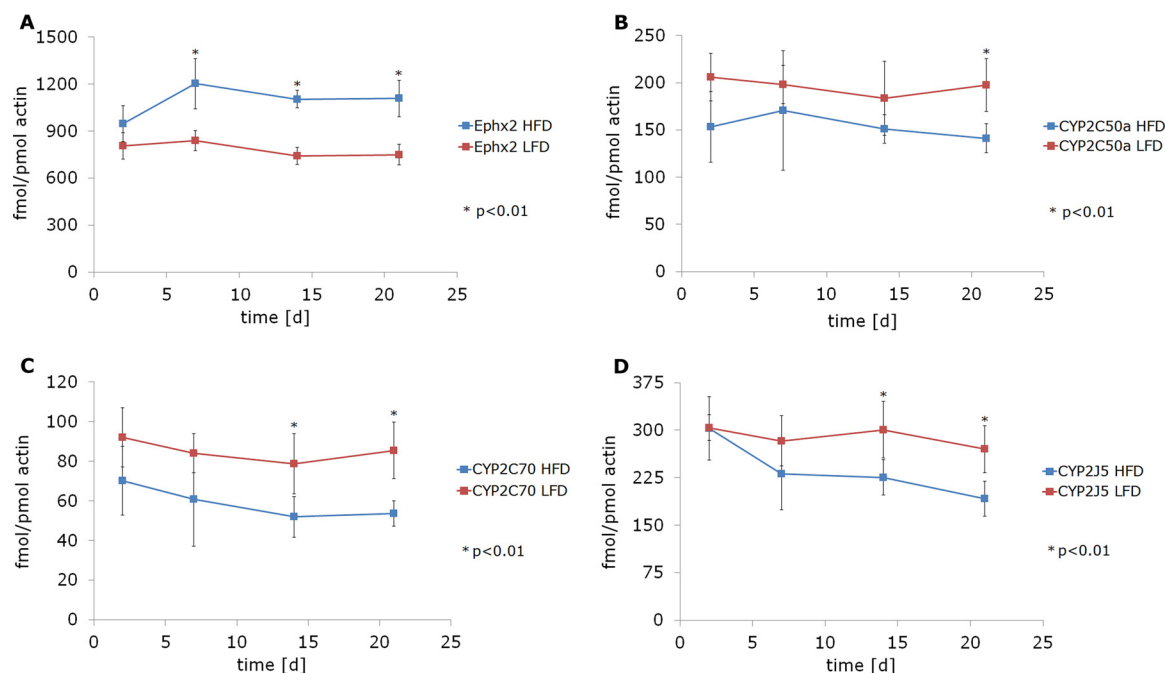 A
fmol/pmol actin
1500
1200
900
600
300
0
0 5 10 15 20 25
time [d]
* * *
Ephx2 HFD
Ephx2 LFD
* p<0.01
B
fmol/pmol actin
250
200
150
100
50
0
0 5 10 15 20 25
time [d]
*
CYP2C50a HFD
CYP2C50a LFD
* p<0.01
C
fmol/pmol actin
120
100
80
60
40
20
0
0 5 10 15 20 25
time [d]
* *
CYP2C70 HFD
CYP2C70 LFD
* p<0.01
D
fmol/pmol actin
375
300
225
150
75
0
0 5 10 15 20 25
time [d]
* *
CYP2J5 HFD
CYP2J5 LFD
* p<0.01